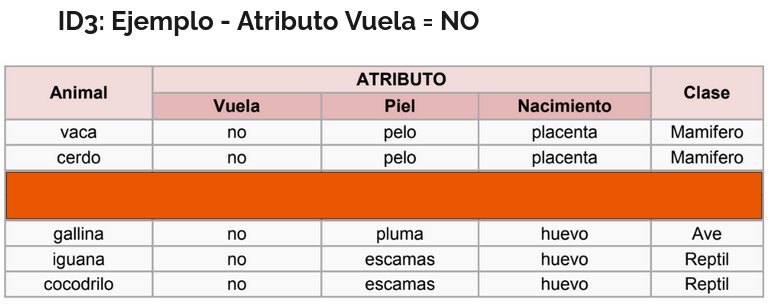 ID3: Ejemplo - Atributo Vuela = NO
Animal ATRIBUTO Clase
Vuela Piel Nacimiento
vaca no pelo placenta Mamifero
cerdo no pelo placenta Mamifero
gallina no pluma huevo Ave
iguana no escamas huevo Reptil
cocodrilo no escamas huevo Reptil